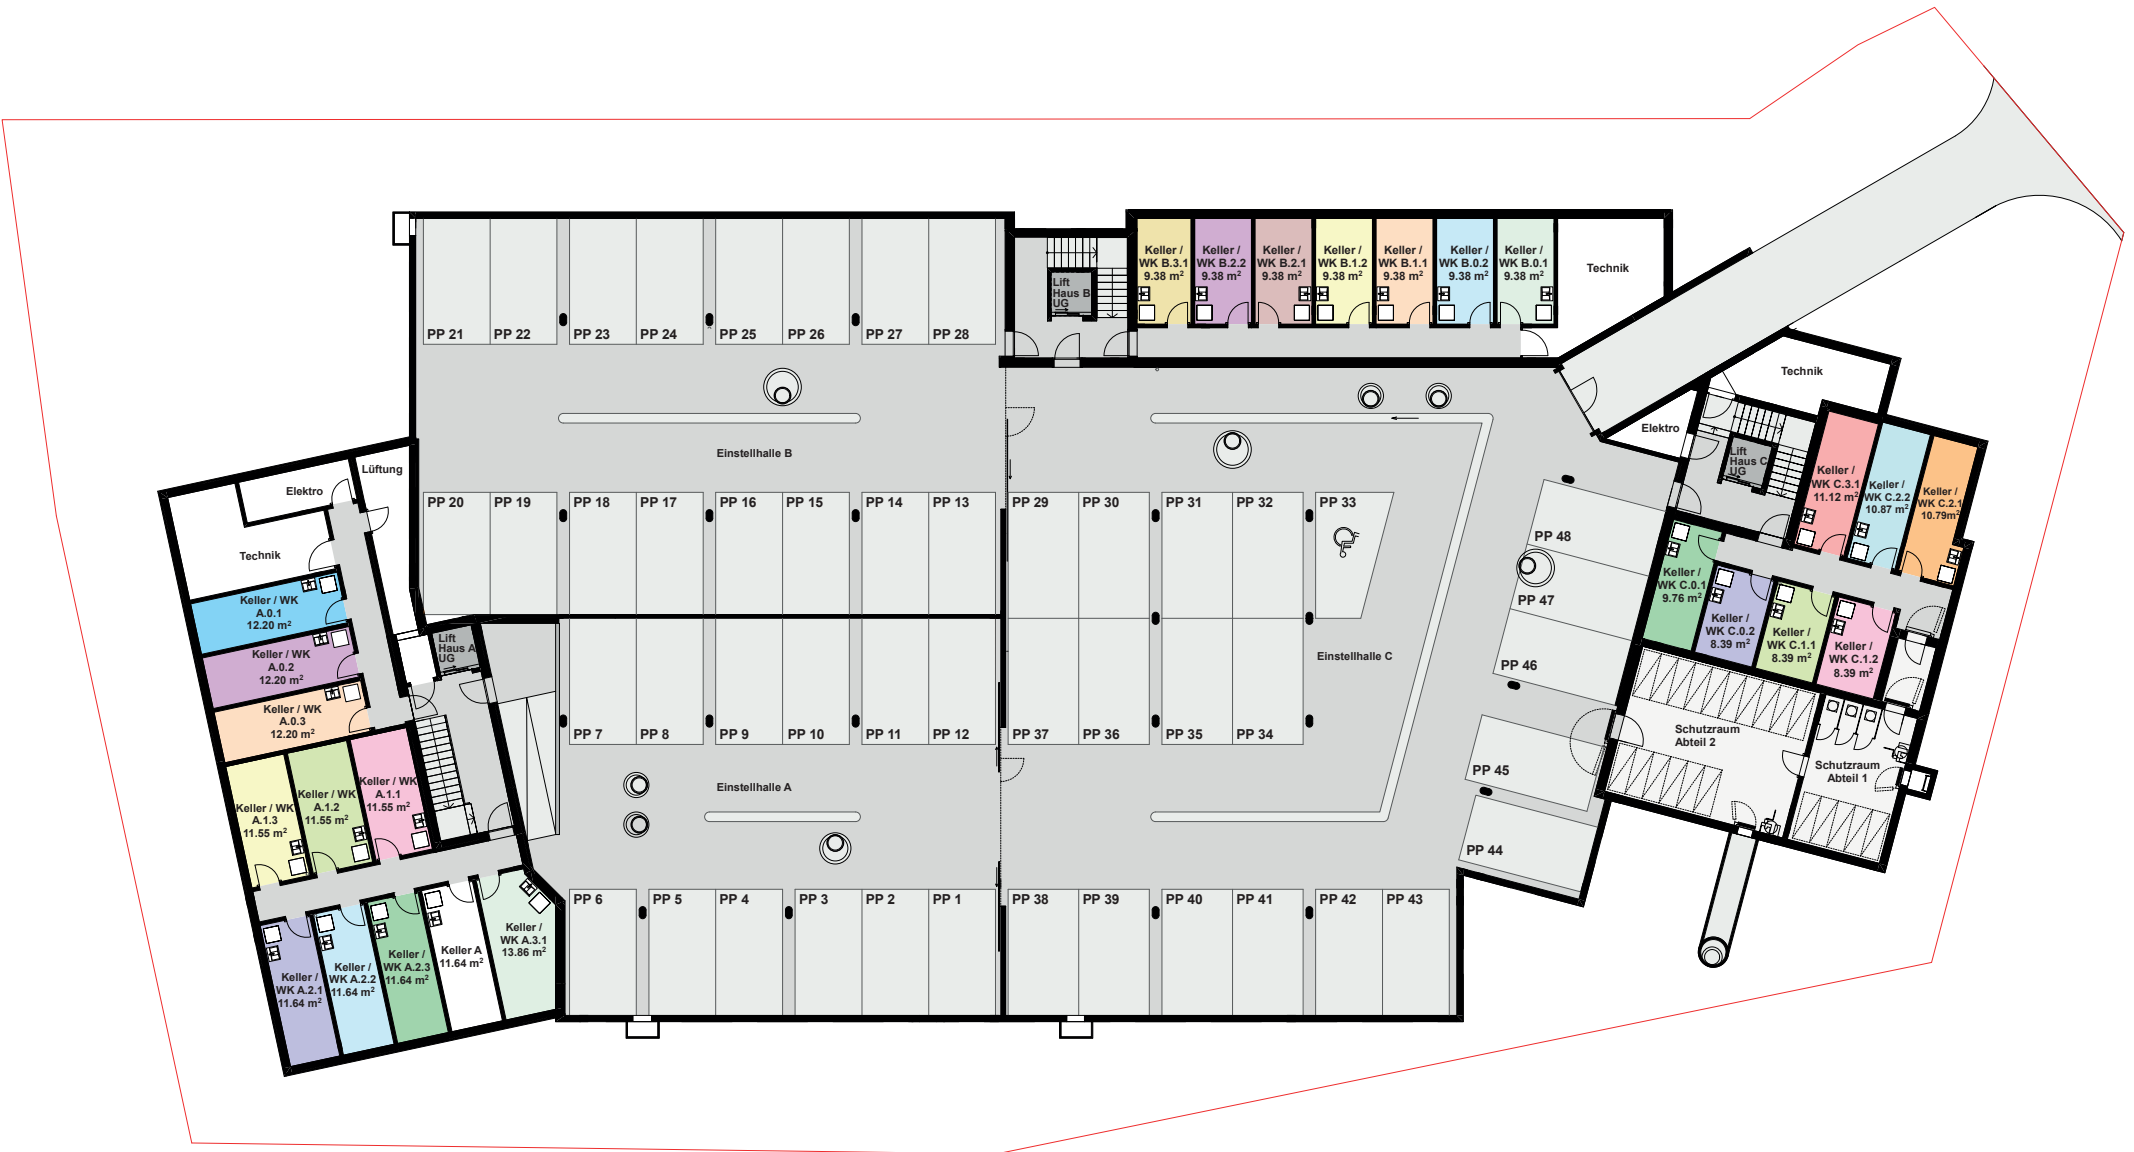 Keller /
WK B.3.1
9.38 m²
Keller /
WK B.2.2
9.38 m²
Keller /
WK B.2.1
9.38 m²
Keller /
WK B.1.2
9.38 m²
Keller /
WK B.1.1
9.38 m²
Keller /
WK B.0.2
9.38 m²
Keller /
WK B.0.1
9.38 m²
Technik
Lift
Haus B
UG
PP 21
PP 22
PP 23
PP 24
PP 25
PP 26
PP 27
PP 28
Technik
Elektro
Lift
Haus C
UG
Keller /
WK C.3.1
11.12 m²
Keller /
WK C.2.2
10.87 m²
Keller /
WK C.2.1
10.79m²
Einstellhalle B
Lüftung
Elektro
Technik
PP 20
PP 19
PP 18
PP 17
PP 16
PP 15
PP 14
PP 13
PP 29
PP 30
PP 31
PP 32
PP 33
PP 48
PP 47
PP 46
PP 45
PP 44
Keller /
WK C.0.1
9.76 m²
Keller /
WK C.0.2
8.39 m²
Keller /
WK C.1.1
8.39 m²
Keller /
WK C.1.2
8.39 m²
Keller / WK
A.0.1
12.20 m²
Keller / WK
A.0.2
12.20 m²
Keller / WK
A.0.3
12.20 m²
Lift
Haus A
UG
Einstellhalle C
PP 7
PP 8
PP 9
PP 10
PP 11
PP 12
PP 37
PP 36
PP 35
PP 34
Schutzraum
Abteil 2
Schutzraum
Abteil 1
Keller / WK
A.1.3
11.55 m²
Keller / WK
A.1.2
11.55 m²
Keller / WK
A.1.1
11.55 m²
Einstellhalle A
PP 6
PP 5
PP 4
PP 3
PP 2
PP 1
PP 38
PP 39
PP 40
PP 41
PP 42
PP 43
Keller /
WK A.2.1
11.64 m²
Keller /
WK A.2.2
11.64 m²
Keller /
WK A.2.3
11.64 m²
Keller A
11.64 m²
Keller /
WK A.3.1
13.86 m²